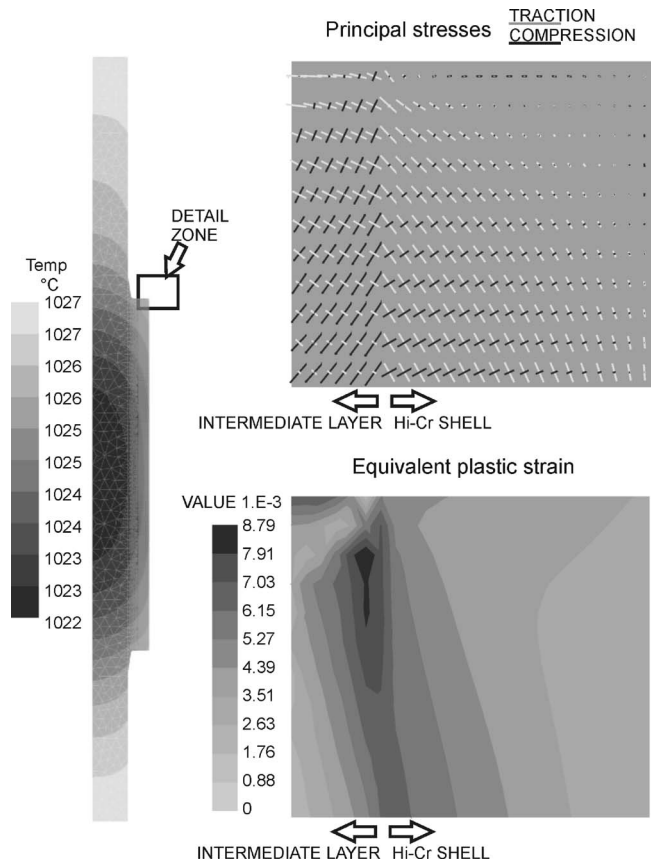 Principal stresses
TRACTION
COMPRESSION
DETAIL
ZONE
Temp
°C
1027
1027
1026
1026
1025
1025
1024
1024
1023
1023
1022
INTERMEDIATE LAYER
Hi-Cr SHELL
Equivalent plastic strain
VALUE 1.E-3
8.79
7.91
7.03
6.15
5.27
4.39
3.51
2.63
1.76
0.88
0
INTERMEDIATE LAYER
Hi-Cr SHELL